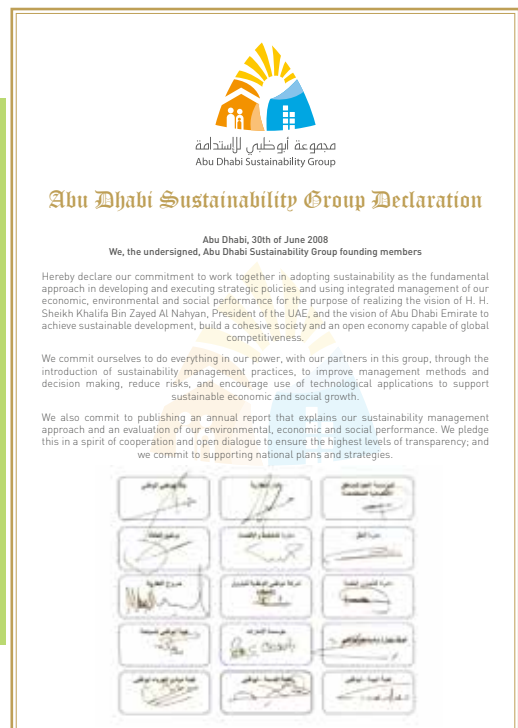 مجموعة أبوظبي للإستدامة
Abu Dhabi Sustainability Group
Abu Dhabi Sustainability Group Declaration
Abu Dhabi, 30th of June 2008
We, the undersigned, Abu Dhabi Sustainability Group founding members
Hereby declare our commitment to work together in adopting sustainability as the fundamental
approach in developing and executing strategic policies and using integrated management of our
economic, environmental and social performance for the purpose of realizing the vision of H. H.
Sheikh Khalifa Bin Zayed Al Nahyan, President of the UAE, and the vision of Abu Dhabi Emirate to
achieve sustainable development, build a cohesive society and an open economy capable of global
competitiveness.
We commit ourselves to do everything in our power, with our partners in this group, through the
introduction of sustainability management practices, to improve management methods and
decision making, reduce risks, and encourage use of technological applications to support
sustainable economic and social growth.
We also commit to publishing an annual report that explains our sustainability management
approach and an evaluation of our environmental, economic and social performance. We pledge
this in a spirit of cooperation and open dialogue to ensure the highest levels of transparency; and
we commit to supporting national plans and strategies.